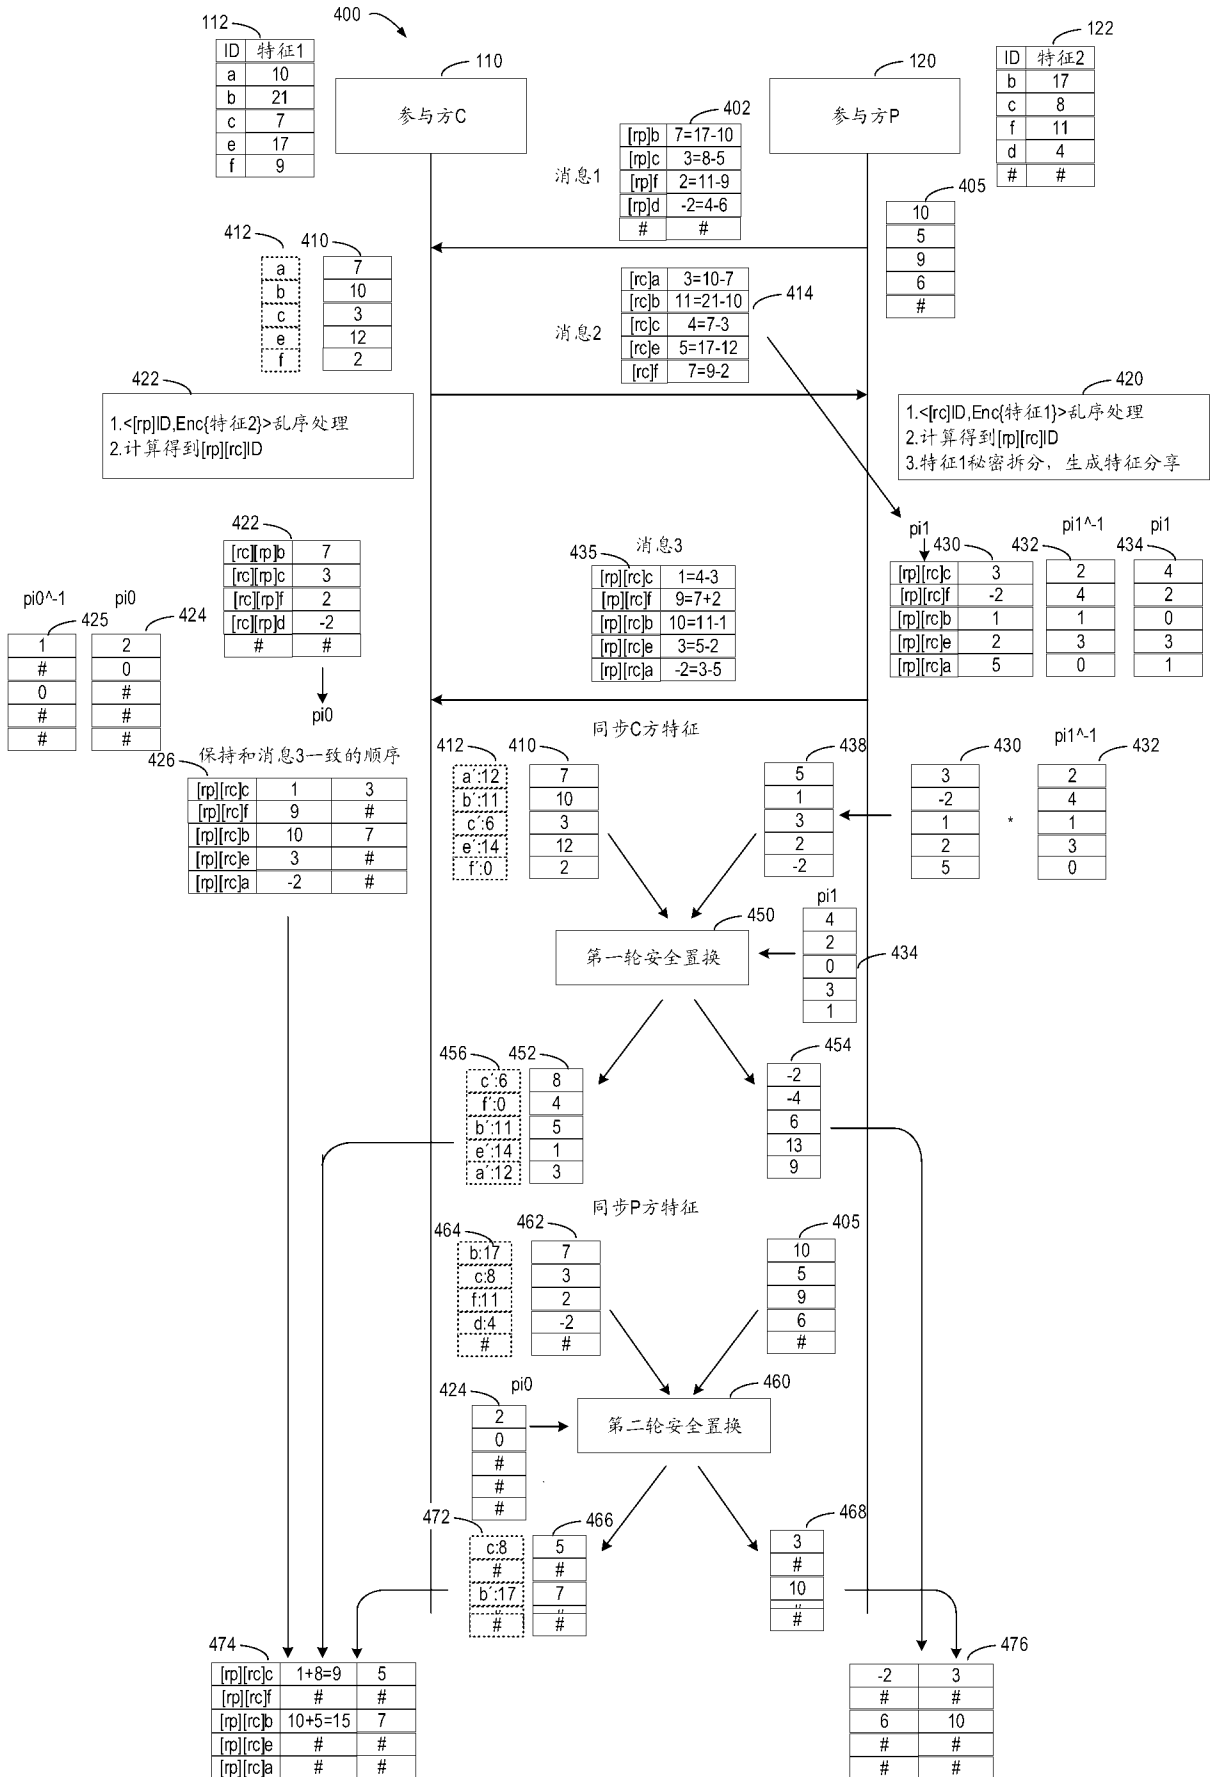 400
112
ID 特征1
a 10
b 21
c 7
e 17
f 9
110
参与方C
120
参与方P
122
ID 特征2
b 17
c 8
f 11
d 4
# #
402
消息1
[rp]b 7=17-10
[rp]c 3=8-5
[rp]f 2=11-9
[rp]d -2=4-6
# #
405
10
5
9
6
#
412 410
a 7
b 10
c 3
e 12
f 2
消息2
414
[rc]a 3=10-7
[rc]b 11=21-10
[rc]c 4=7-3
[rc]e 5=17-12
[rc]f 7=9-2
422
1.<[rp]ID,Enc{特征2}>乱序处理
2.计算得到[rp][rc]ID
420
1.<[rc]ID,Enc{特征1}>乱序处理
2.计算得到[rp][rc]ID
3.特征1秘密拆分，生成特征分享
422
[rc][rp]b 7
[rc][rp]c 3
[rc][rp]f 2
[rc][rp]d -2
# #
pi0
pi0^-1 pi0
425 424
1 2
# 0
0 #
# #
# #
消息3
435
[rp][rc]c 1=4-3
[rp][rc]f 9=7+2
[rp][rc]b 10=11-1
[rp][rc]e 3=5-2
[rp][rc]a -2=3-5
pi1 pi1^-1 pi1
430 432 434
[rp][rc]c 3 2 4
[rp][rc]f -2 4 2
[rp][rc]b 1 1 0
[rp][rc]e 2 3 3
[rp][rc]a 5 0 1
426 保持和消息3一致的顺序
[rp][rc]c 1 3
[rp][rc]f 9 #
[rp][rc]b 10 7
[rp][rc]e 3 #
[rp][rc]a -2 #
同步C方特征
412 410
a´:12 7
b´:11 10
c´:6 3
e´:14 12
f´:0 2
438
5
1
3
2
-2
pi1^-1
430 432
3 2
-2 4
1 * 1
2 3
5 0
450
第一轮安全置换
pi1
434
4
2
0
3
1
456 452
c´:6 8
f´:0 4
b´:11 5
e´:14 1
a´:12 3
454
-2
-4
6
13
9
同步P方特征
464 462
b:17 7
c:8 3
f:11 2
d:4 -2
# #
405
10
5
9
6
#
460
第二轮安全置换
424 pi0
2
0
#
#
#
472 466
c:8 5
# #
b´:17 7
# #
# #
468
3
#
10
#
#
474
[rp][rc]c 1+8=9 5
[rp][rc]f # #
[rp][rc]b 10+5=15 7
[rp][rc]e # #
[rp][rc]a # #
476
-2 3
# #
6 10
# #
# #